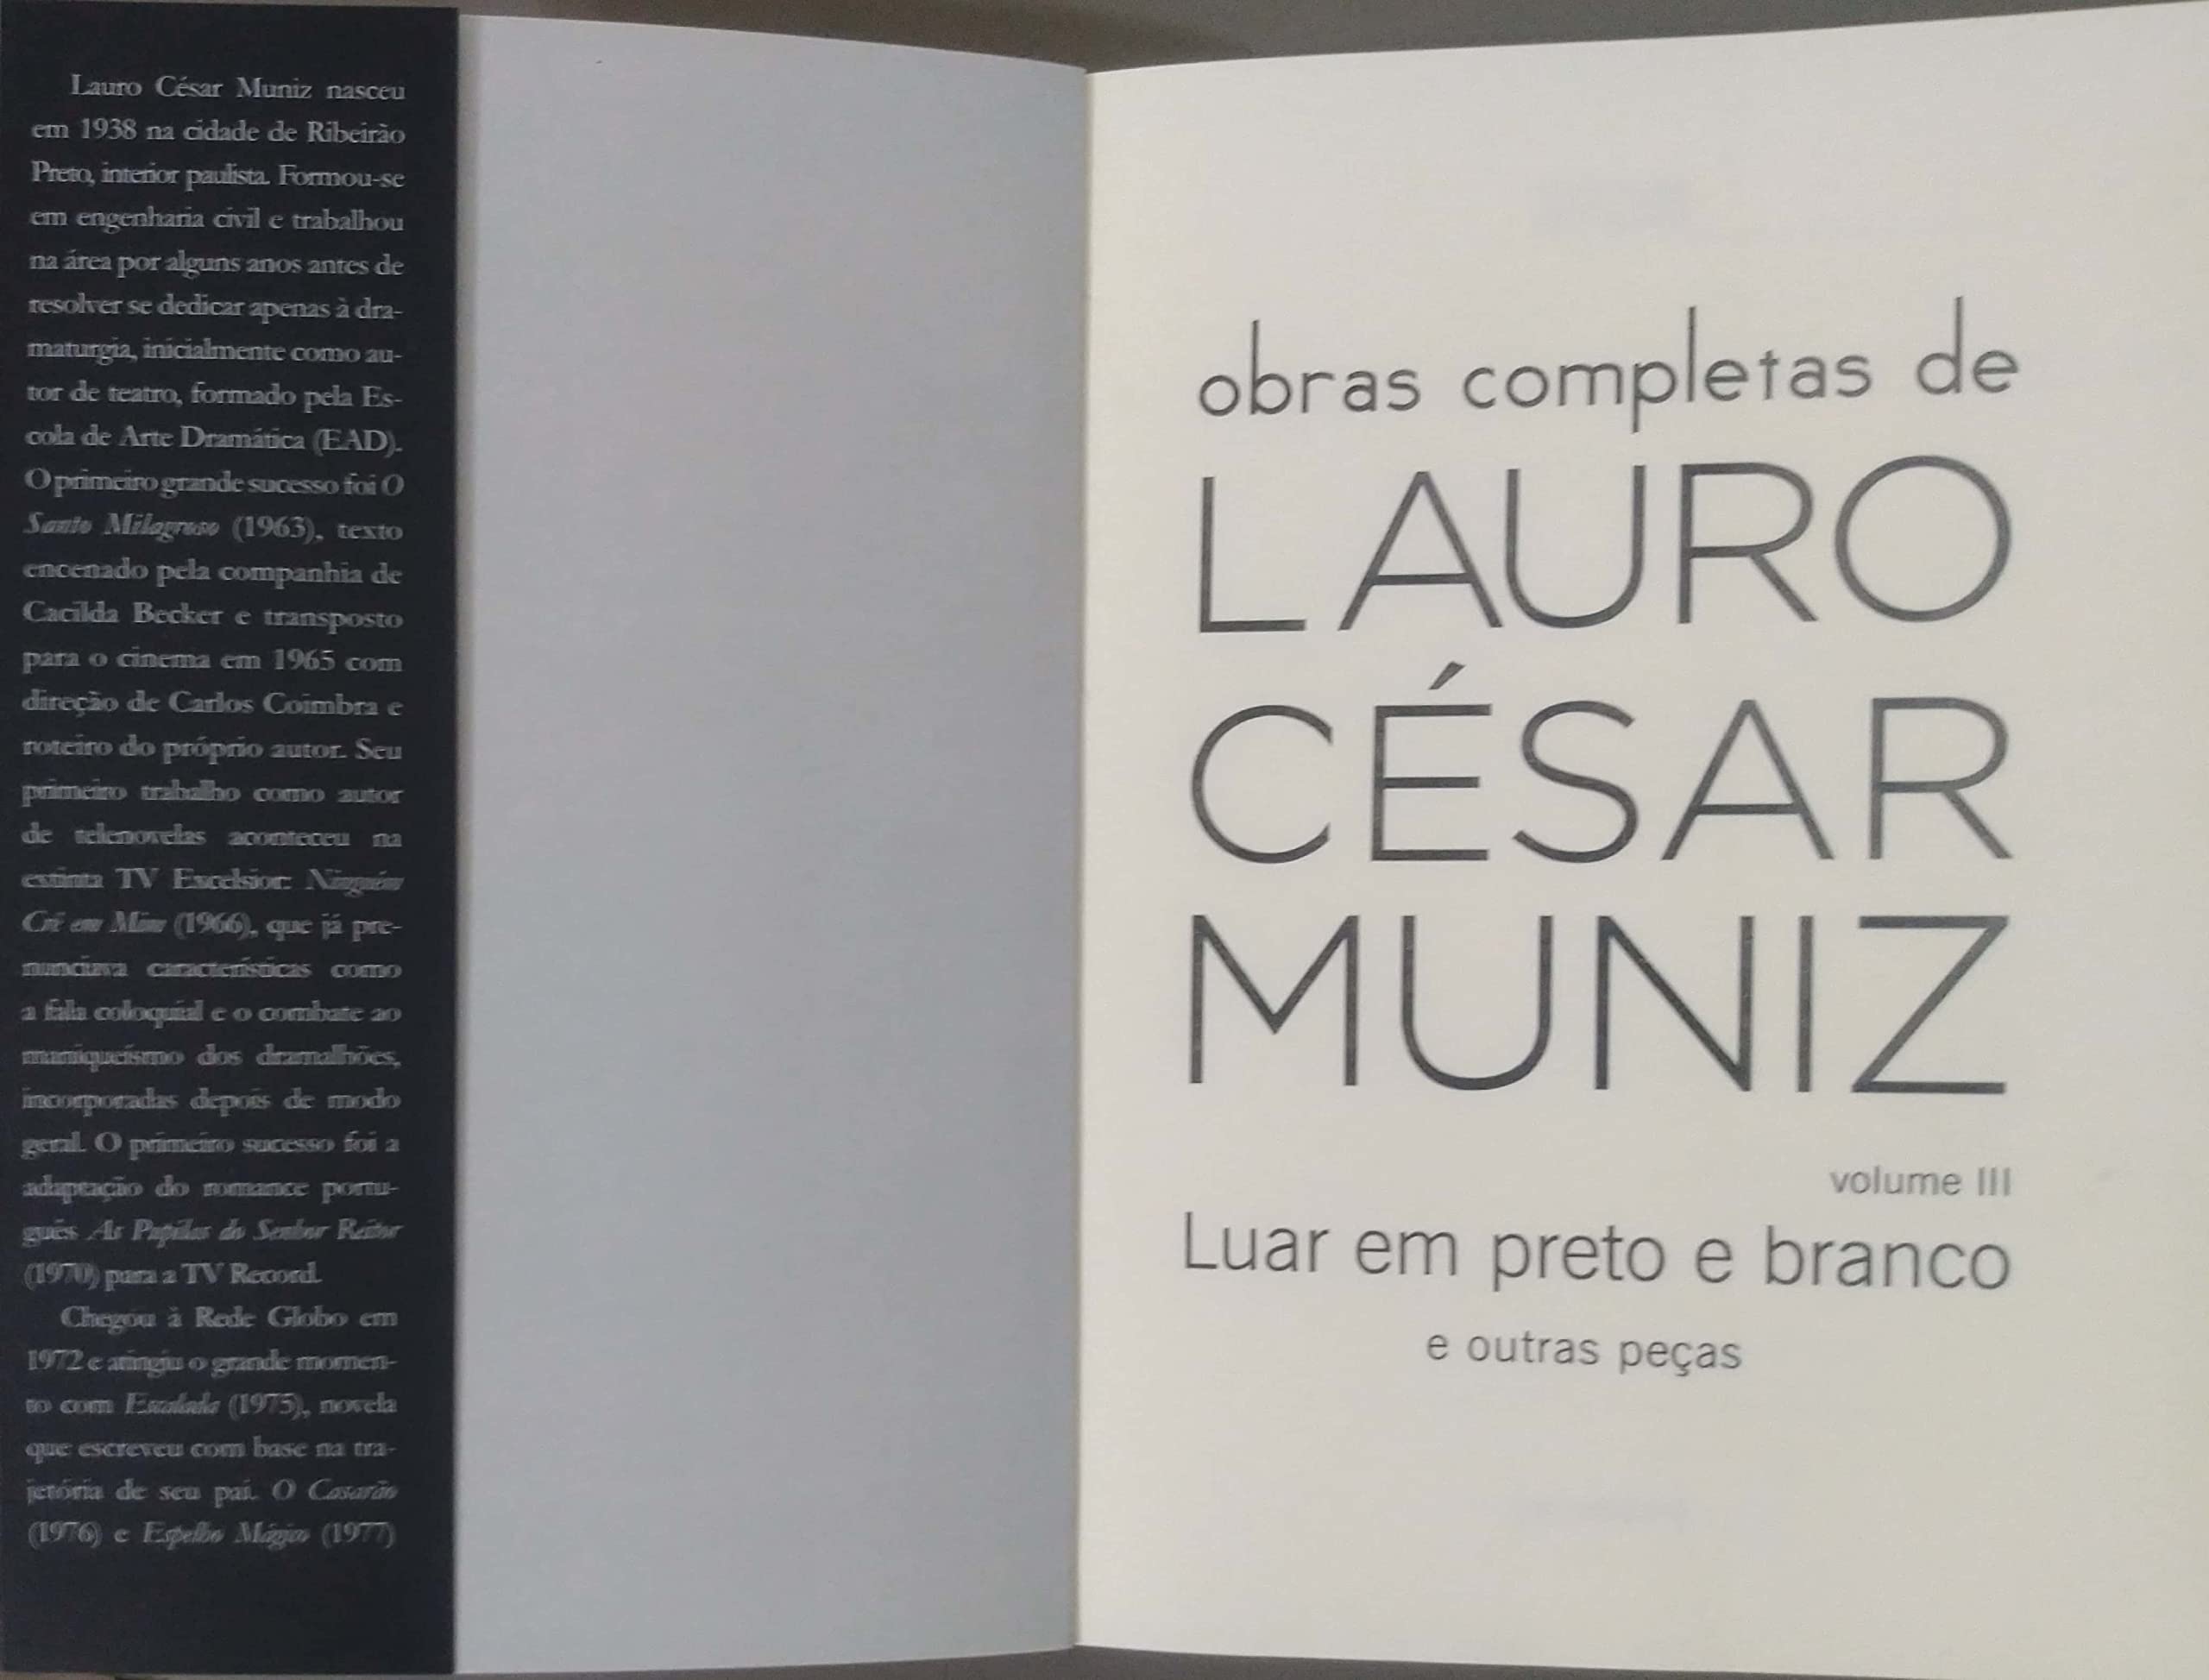 Lauro César Muniz nasceu
em 1938 na cidade de Ribeirão
Preto, interior paulista. Formou-se
em engenharia civil e trabalhou
na área por alguns anos antes de
resolver se dedicar apenas à dra-
maturgia, inicialmente como au-
tor de teatro, formado pela Es-
cola de Arte Dramática (EAD).
O primeiro grande sucesso foi O
Santo Milagroso (1963), texto
encenado pela companhia de
Cacilda Becker e transposto
para o cinema em 1965 com
direção de Carlos Coimbra e
roteiro do próprio autor. Seu
primeiro trabalho como autor
de telenovelas aconteceu na
extinta TV Excelsior: Ninguém
Crê em Mim (1966), que já pre-
nunciava características como
a fala coloquial e o combate ao
maniqueísmo dos dramalhões,
incorporadas depois de modo
geral. O primeiro sucesso foi a
adaptação do romance portu-
guês As Pupilas do Senhor Reitor
(1970) para a TV Record.
Chegou à Rede Globo em
1972 e atingiu o grande momen-
to com Escalada (1975), novela
que escreveu com base na tra-
jetória de seu pai. O Casarão
(1976) e Espelho Mágico (1977)
obras completas de
LAURO
CÉSAR
MUNIZ
volume III
Luar em preto e branco
e outras peças